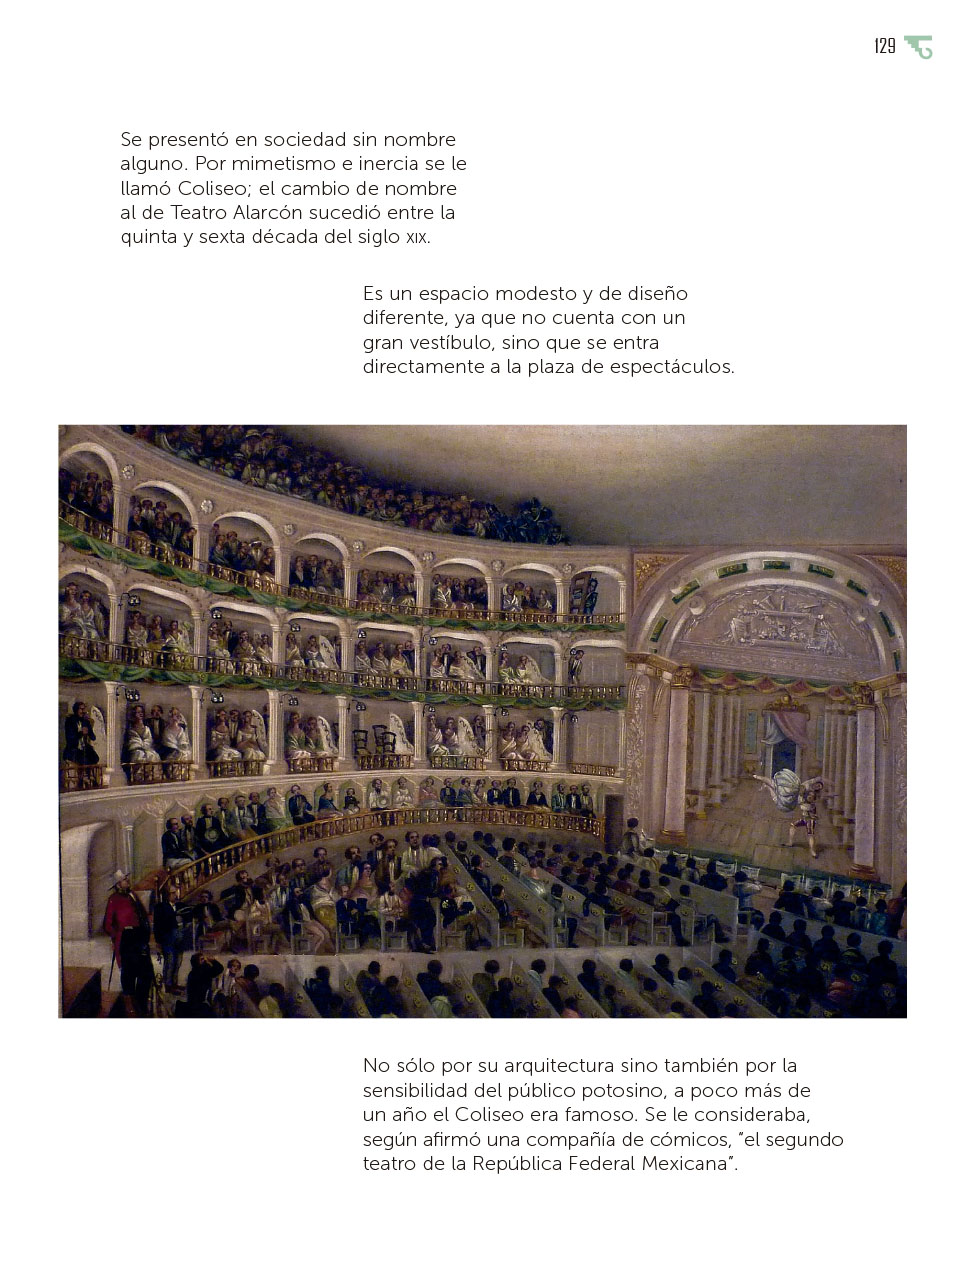 129
Se presentó en sociedad sin nombre
alguno. Por mimetismo e inercia se le
llamó Coliseo; el cambio de nombre
al de Teatro Alarcón sucedió entre la
quinta y sexta década del siglo XIX.
Es un espacio modesto y de diseño
diferente, ya que no cuenta con un
gran vestíbulo, sino que se entra
directamente a la plaza de espectáculos.
No sólo por su arquitectura sino también por la
sensibilidad del público potosino, a poco más de
un año el Coliseo era famoso. Se le consideraba,
según afirmó una compañía de cómicos, “el segundo
teatro de la República Federal Mexicana”.